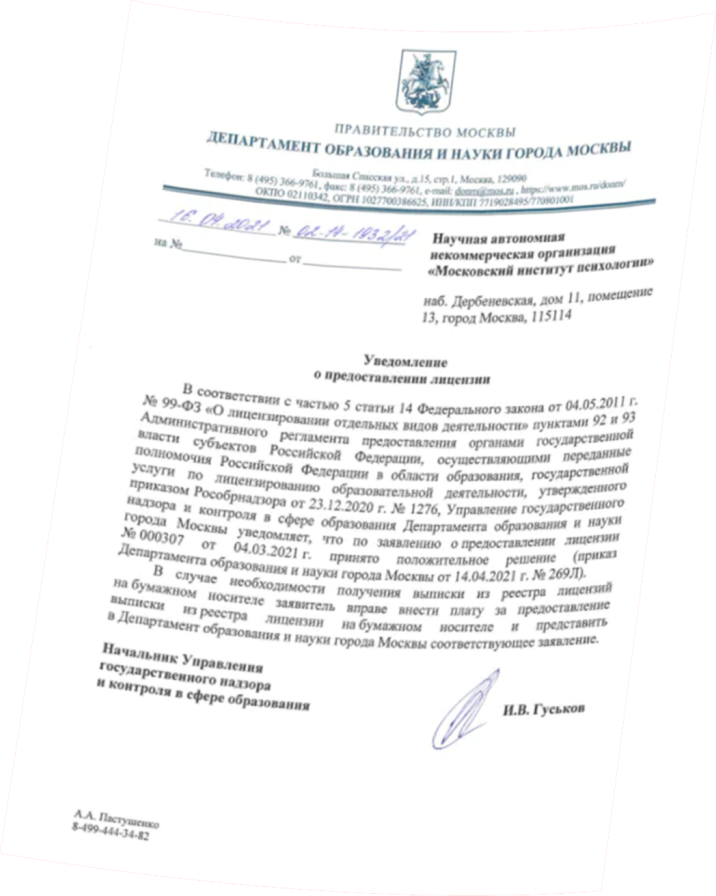 ПРАВИТЕЛЬСТВО МОСКВЫ
ДЕПАРТАМЕНТ ОБРАЗОВАНИЯ И НАУКИ ГОРОДА МОСКВЫ
Большая Спасская ул., д.15, стр.1, Москва, 129090
Телефон: 8 (495) 366-9761, факс: 8 (495) 366-9761, e-mail: donm@mos.ru , https://www.mos.ru/donm/
ОКПО 02110342, ОГРН 1027700386625, ИНН/КПП 7719028495/770801001
16.04.2021 № 02-14-1932/21
на № от
Научная автономная
некоммерческая организация
«Московский институт психологии»
наб. Дербеневская, дом 11, помещение
13, город Москва, 115114
Уведомление
о предоставлении лицензии
В соответствии с частью 5 статьи 14 Федерального закона от 04.05.2011 г.
№ 99-ФЗ «О лицензировании отдельных видов деятельности» пунктами 92 и 93
Административного регламента предоставления органами государственной
власти субъектов Российской Федерации, осуществляющими переданные
полномочия Российской Федерации в области образования, государственной
услуги по лицензированию образовательной деятельности, утвержденного
приказом Рособрнадзора от 23.12.2020 г. № 1276, Управление государственного
надзора и контроля в сфере образования Департамента образования и науки
города Москвы уведомляет, что по заявлению о предоставлении лицензии
№ 000307 от 04.03.2021 г. принято положительное решение (приказ
Департамента образования и науки города Москвы от 14.04.2021 г. № 269Л).
В случае необходимости получения выписки из реестра лицензий
на бумажном носителе заявитель вправе внести плату за предоставление
выписки из реестра лицензии на бумажном носителе и представить
в Департамент образования и науки города Москвы соответствующее заявление.
Начальник Управления
государственного надзора
и контроля в сфере образования
И.В. Гуськов
А.А. Пастушенко
8-499-444-34-82